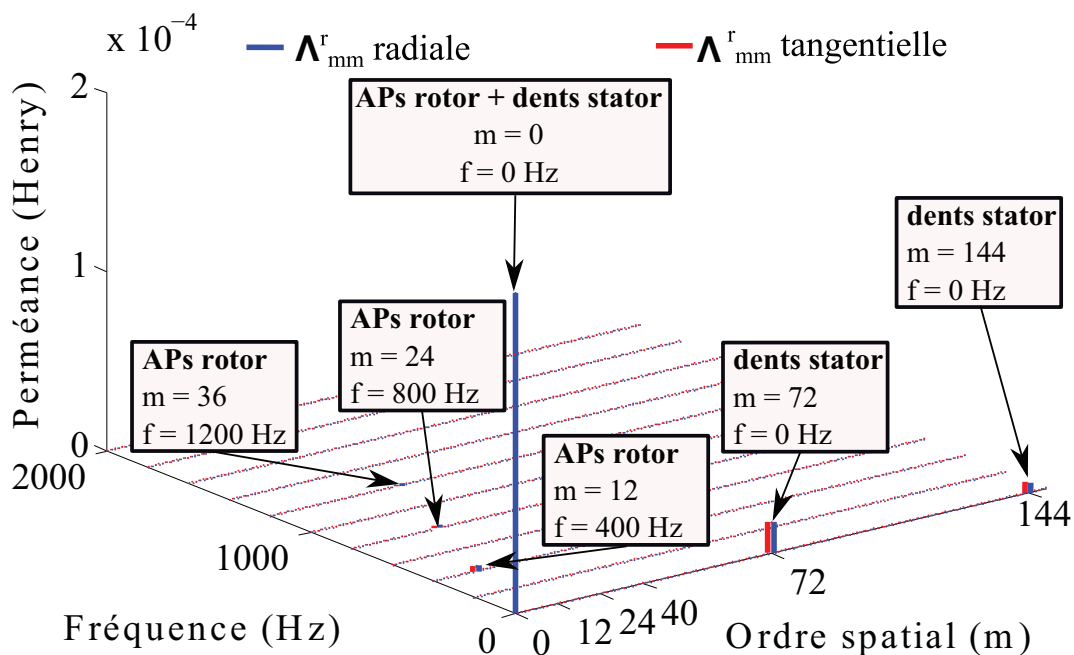 x 10⁻⁴
Λʳmm radiale
Λʳmm tangentielle
2
1
0
Perméance (Henry)
APs rotor + dents stator
m = 0
f = 0 Hz
dents stator
m = 144
f = 0 Hz
APs rotor
m = 24
f = 800 Hz
APs rotor
m = 36
f = 1200 Hz
dents stator
m = 72
f = 0 Hz
APs rotor
m = 12
f = 400 Hz
2000
1000
0
Fréquence (Hz)
0
12
24
40
72
144
Ordre spatial (m)